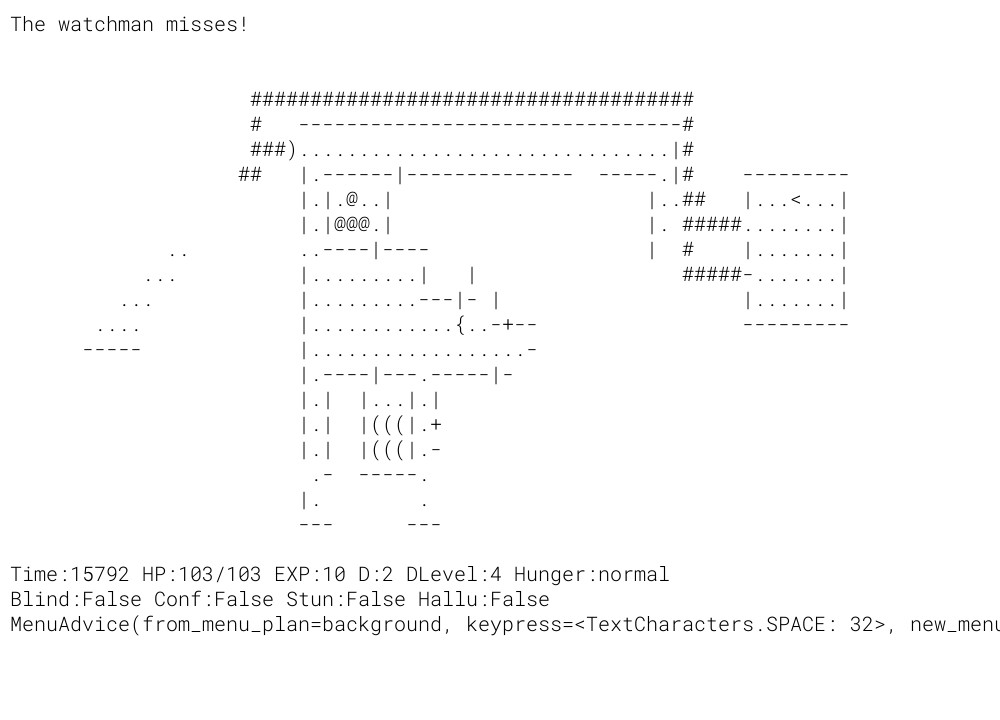 The watchman misses!
                    #####################################
                    #   --------------------------------#
                    ###)...............................|#
                   ##   |.------|--------------  -----.|#    ---------
                        |.|.@..|                     |..##   |...<...|
                        |.|@@@.|                     |. #####........|
             ..         ..----|----                  |  #    |.......|
           ...          |.........|   |                 #####-.......|
         ...            |.........---|- |                    |.......|
       ....             |............{..-+--                 ---------
      -----             |..................-
                        |.----|---.-----|-
                        |.|  |...|.|
                        |.|  |(((|.+
                        |.|  |(((|.-
                         .-  -----.
                        |.        .
                        ---      ---
Time:15792 HP:103/103 EXP:10 D:2 DLevel:4 Hunger:normal
Blind:False Conf:False Stun:False Hallu:False
MenuAdvice(from_menu_plan=background, keypress=<TextCharacters.SPACE: 32>, new_menu